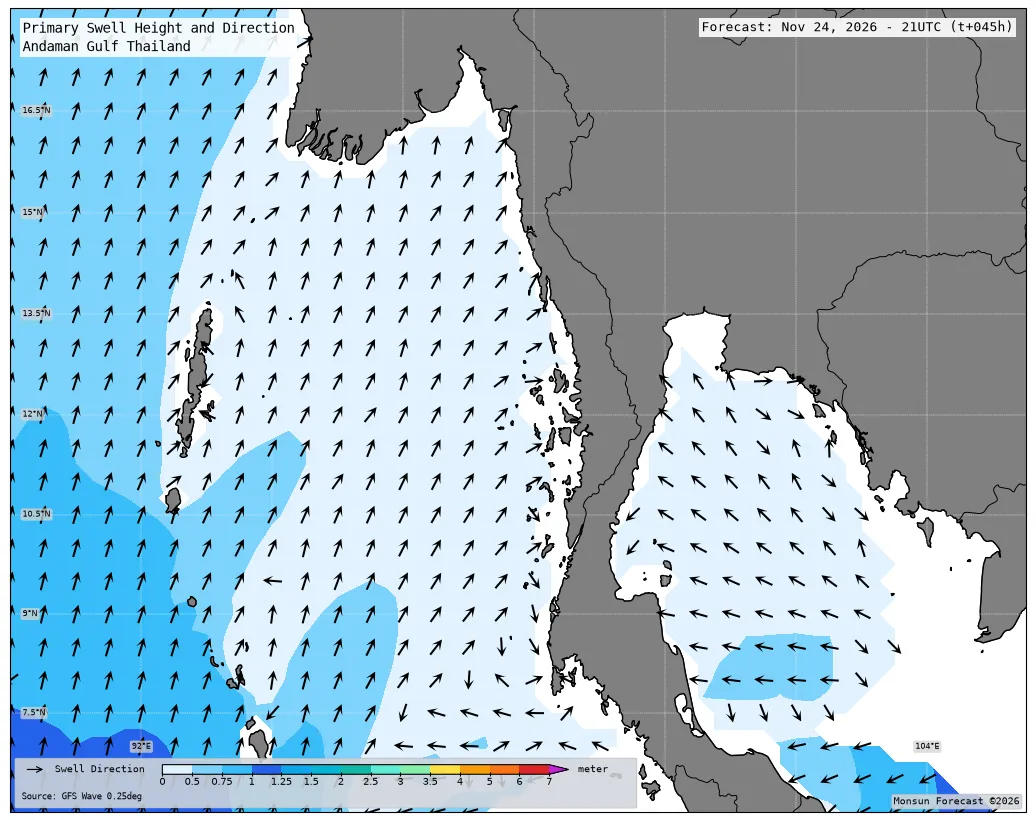 Primary Swell Height and Direction
Andaman Gulf Thailand
Forecast: Nov 24, 2026 - 21UTC (t+045h)
16.5°N
15°N
13.5°N
12°N
10.5°N
9°N
7.5°N
92°E
104°E
Swell Direction
0 0.5 0.75 1 1.25 1.5 2 2.5 3 3.5 4 5 6 7
meter
Source: GFS Wave 0.25deg
Monsun Forecast ©2026